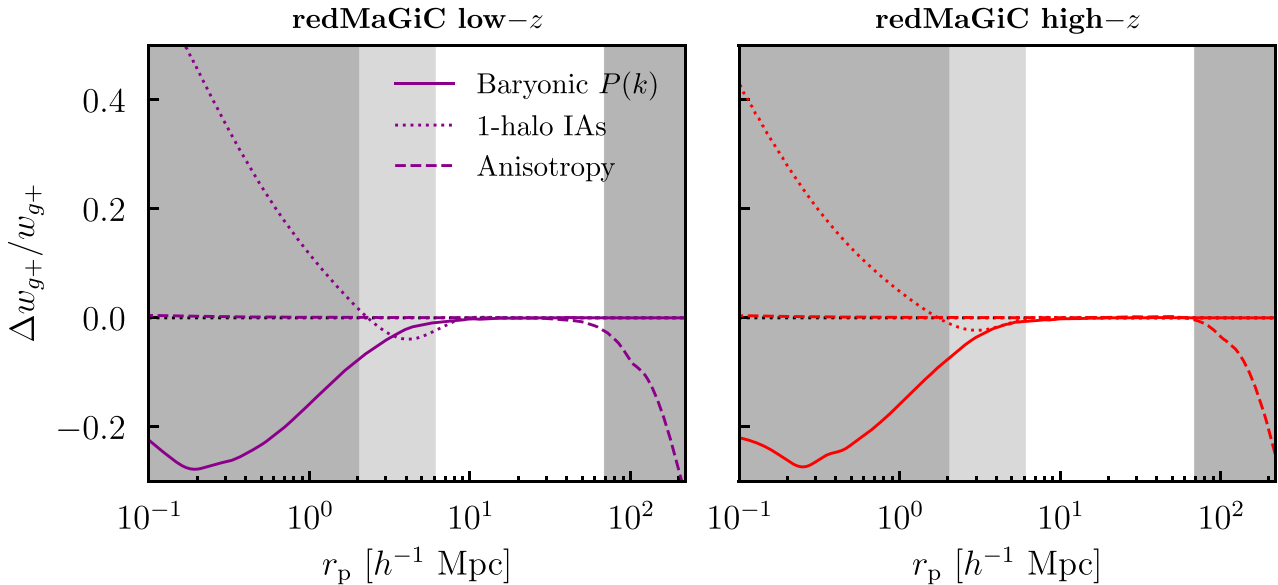 redMaGiC low−z
redMaGiC high−z
Baryonic P(k)
1-halo IAs
Anisotropy
Δw_{g+}/w_{g+}
0.4
0.2
0.0
−0.2
10^{−1} 10^{0} 10^{1} 10^{2}
10^{−1} 10^{0} 10^{1} 10^{2}
r_p [h^{−1} Mpc]
r_p [h^{−1} Mpc]